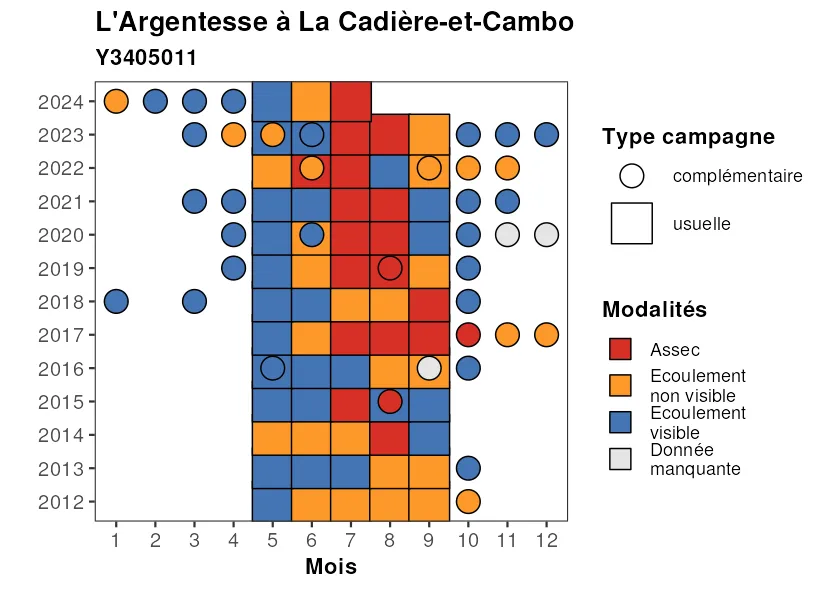 L'Argentesse à La Cadière-et-Cambo
Y3405011
2024
2023
2022
2021
2020
2019
2018
2017
2016
2015
2014
2013
2012
1 2 3 4 5 6 7 8 9 10 11 12
Mois
Type campagne
complémentaire
usuelle
Modalités
Assec
Ecoulement
non visible
Ecoulement
visible
Donnée
manquante